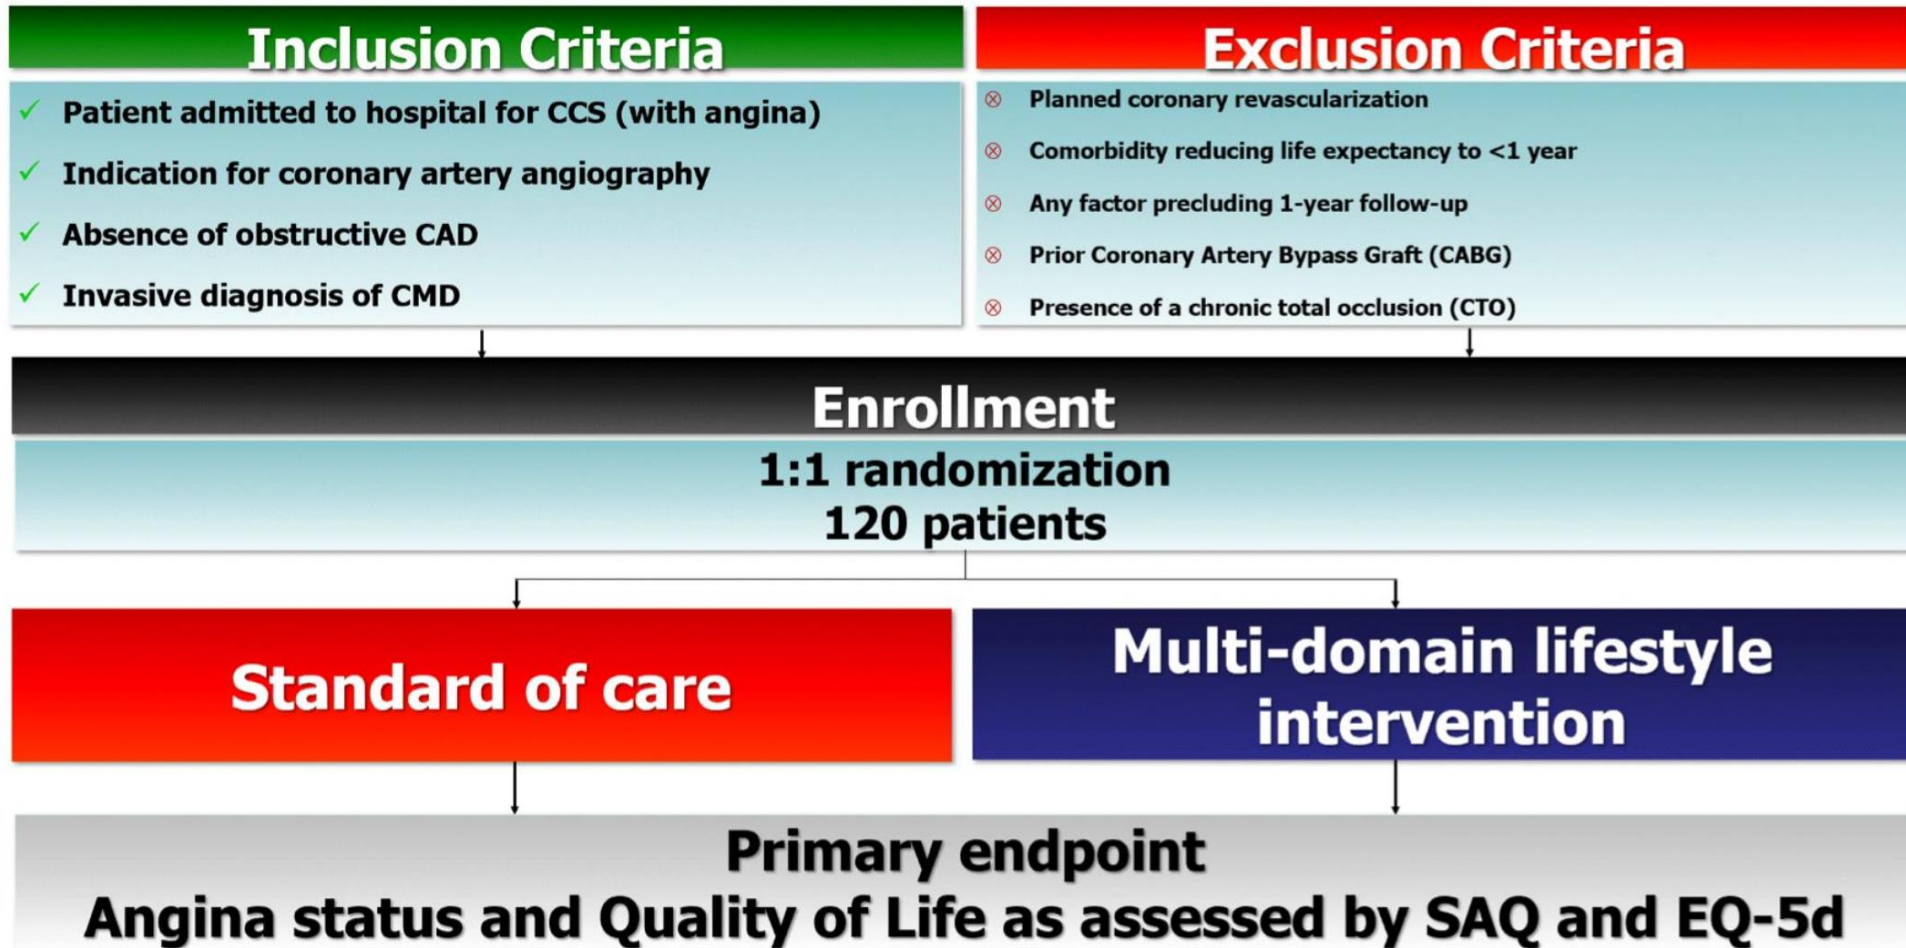 Inclusion Criteria
Patient admitted to hospital for CCS (with angina)
Indication for coronary artery angiography
Absence of obstructive CAD
Invasive diagnosis of CMD
Exclusion Criteria
Planned coronary revascularization
Comorbidity reducing life expectancy to <1 year
Any factor precluding 1-year follow-up
Prior Coronary Artery Bypass Graft (CABG)
Presence of a chronic total occlusion (CTO)
Enrollment
1:1 randomization
120 patients
Standard of care
Multi-domain lifestyle
intervention
Primary endpoint
Angina status and Quality of Life as assessed by SAQ and EQ-5d